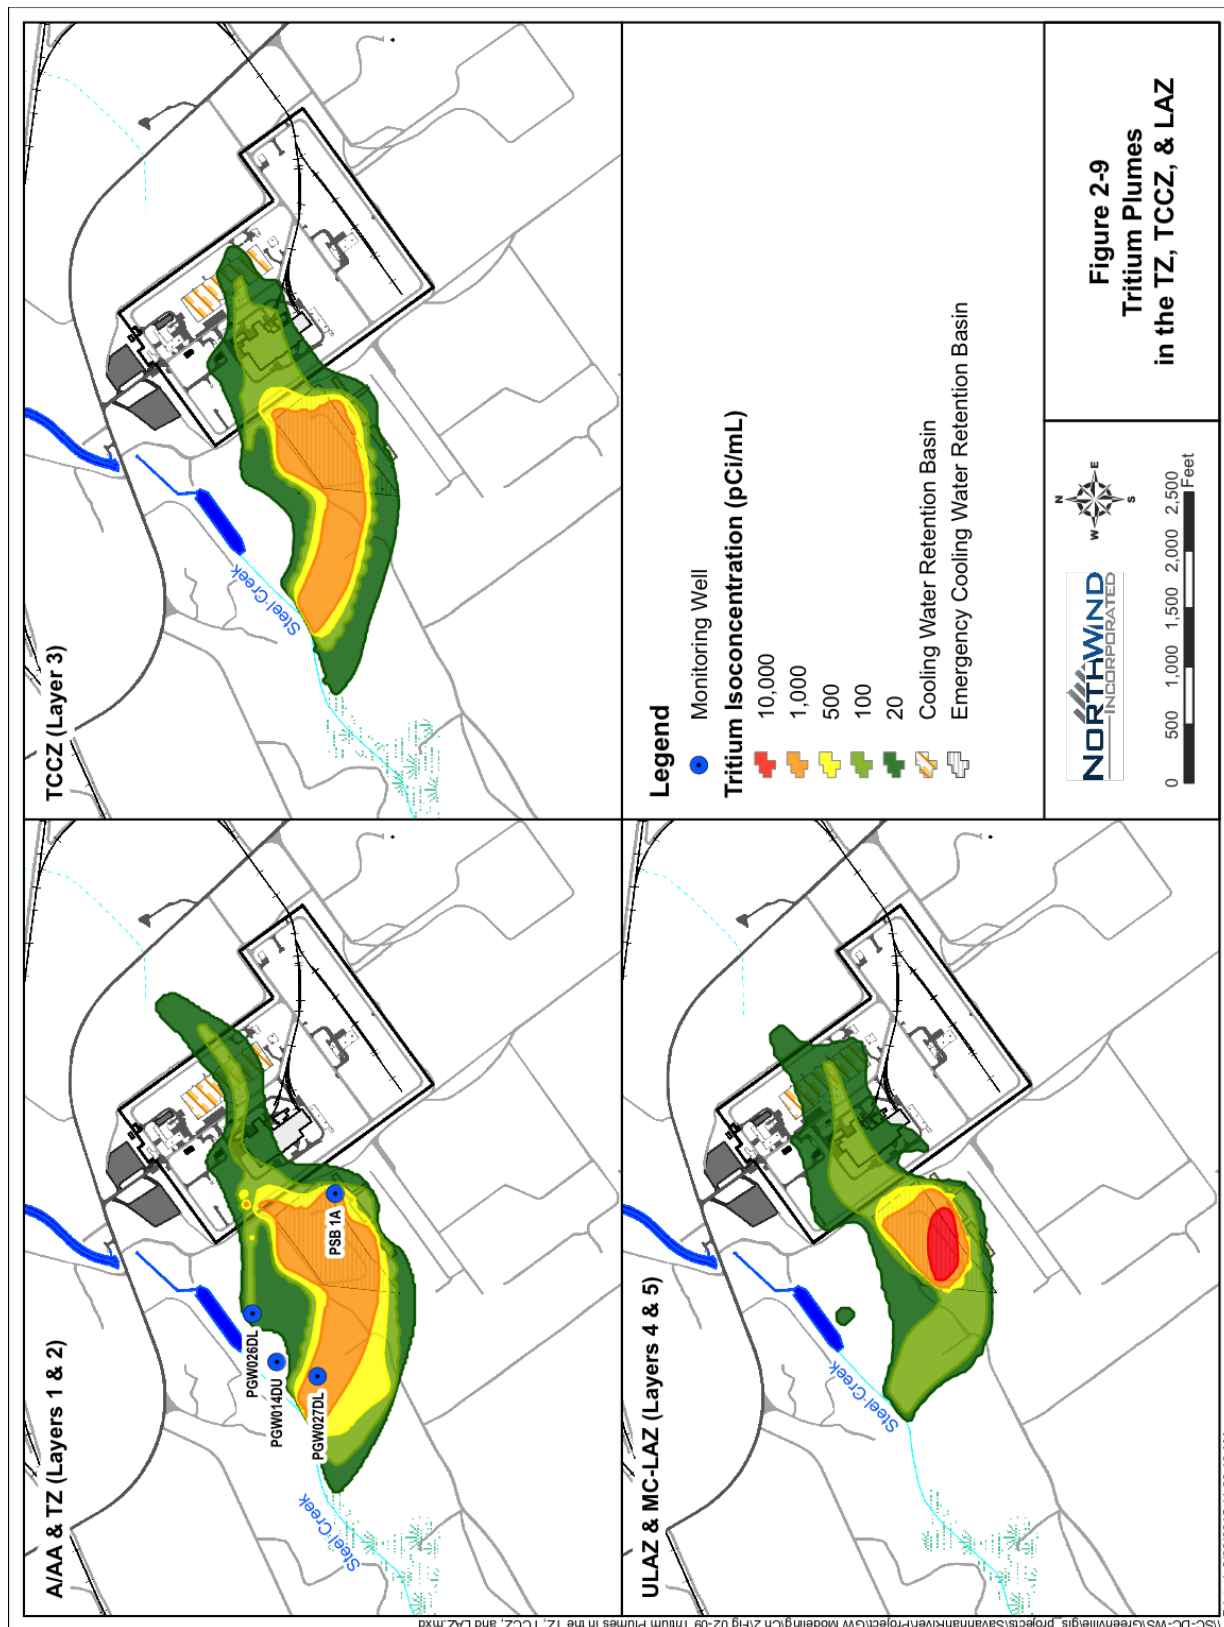 A/AA & TZ (Layers 1 & 2)
Steel Creek
PGW026DL
PGW014DU
PGW027DL
PSB 1A
TCCZ (Layer 3)
Steel Creek
ULAZ & MC-LAZ (Layers 4 & 5)
Steel Creek
Legend
Monitoring Well
Tritium Isoconcentration (pCi/mL)
10,000
1,000
500
100
20
Cooling Water Retention Basin
Emergency Cooling Water Retention Basin
NORTHWIND
INCORPORATED
N
W E
S
0 500 1,000 1,500 2,000 2,500
Feet
Figure 2-9
Tritium Plumes
in the TZ, TCCZ, & LAZ